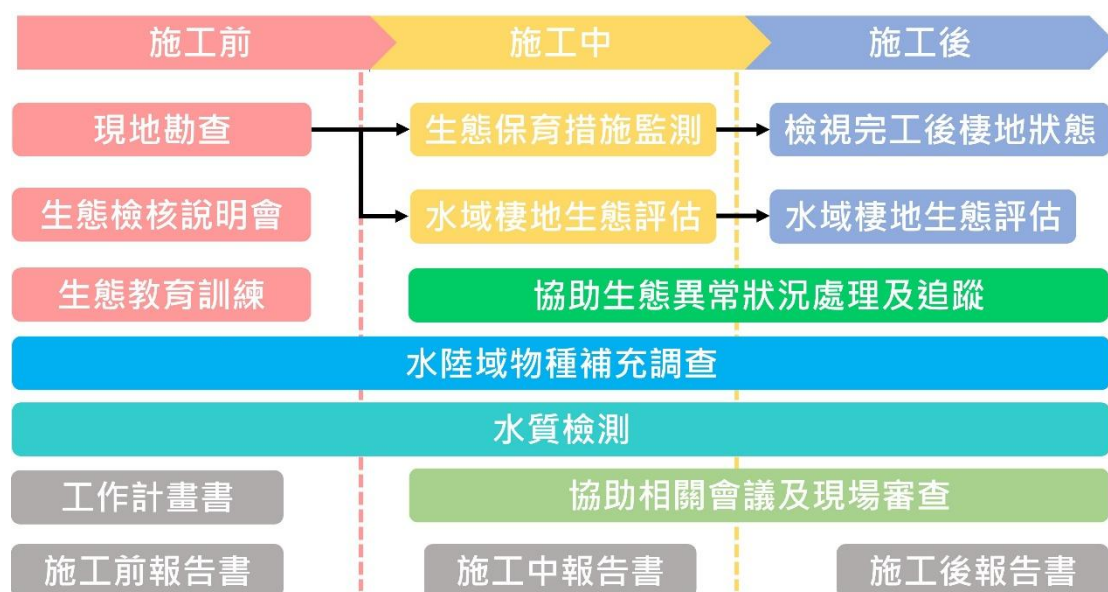 施工前
施工中
施工後
現地勘查
生態保育措施監測
檢視完工後棲地狀態
生態檢核說明會
水域棲地生態評估
水域棲地生態評估
生態教育訓練
協助生態異常狀況處理及追蹤
水陸域物種補充調查
水質檢測
工作計畫書
協助相關會議及現場審查
施工前報告書
施工中報告書
施工後報告書